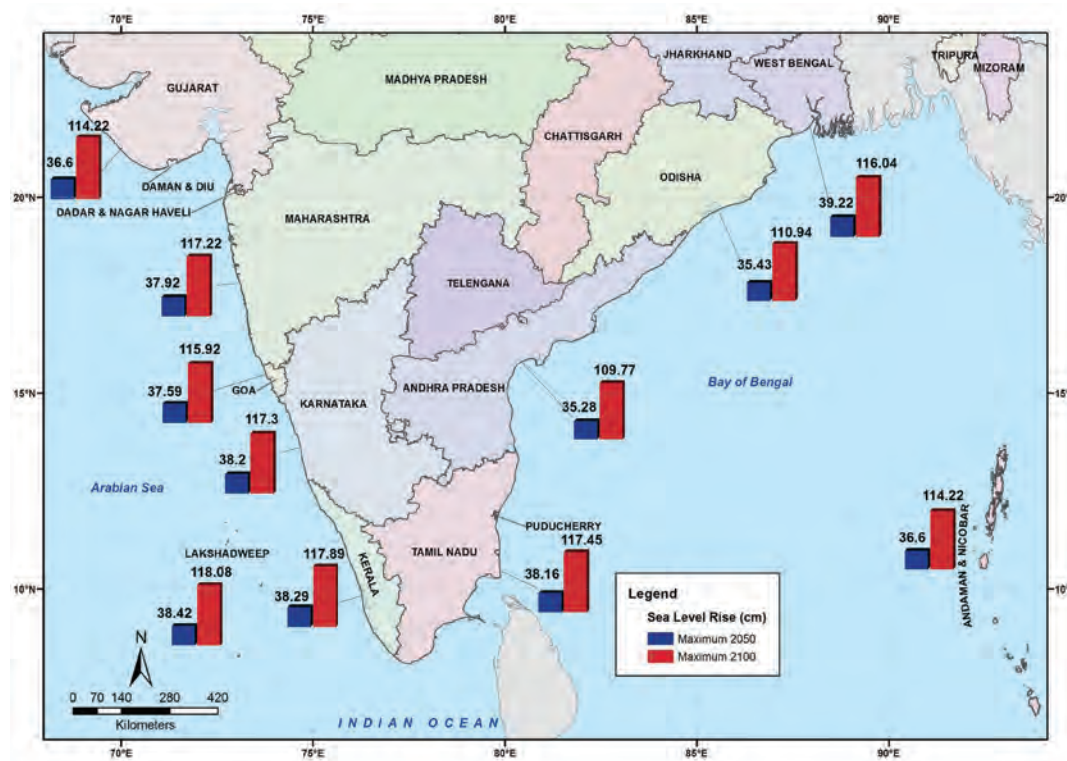 70°E 75°E 80°E 85°E 90°E
JHARKHAND
WEST BENGAL
TRIPURA
MIZORAM
MADHYA PRADESH
GUJARAT
CHATTISGARH
114.22
36.6
ODISHA
116.04
39.22
DAMAN & DIU
20°N
20°N
DADAR & NAGAR HAVELI
MAHARASHTRA
110.94
35.43
117.22
37.92
TELENGANA
115.92
37.59
GOA
KARNATAKA
ANDHRA PRADESH
109.77
35.28
Bay of Bengal
15°N
15°N
117.3
38.2
Arabian Sea
PUDUCHERRY
117.45
38.16
TAMIL NADU
KERALA
114.22
36.6
ANDAMAN & NICOBAR
LAKSHADWEEP
118.08
38.42
117.89
38.29
10°N
10°N
Legend
Sea Level Rise (cm)
Maximum 2050
Maximum 2100
N
0 70 140 280 420
Kilometers
INDIAN OCEAN
70°E 75°E 80°E 85°E 90°E